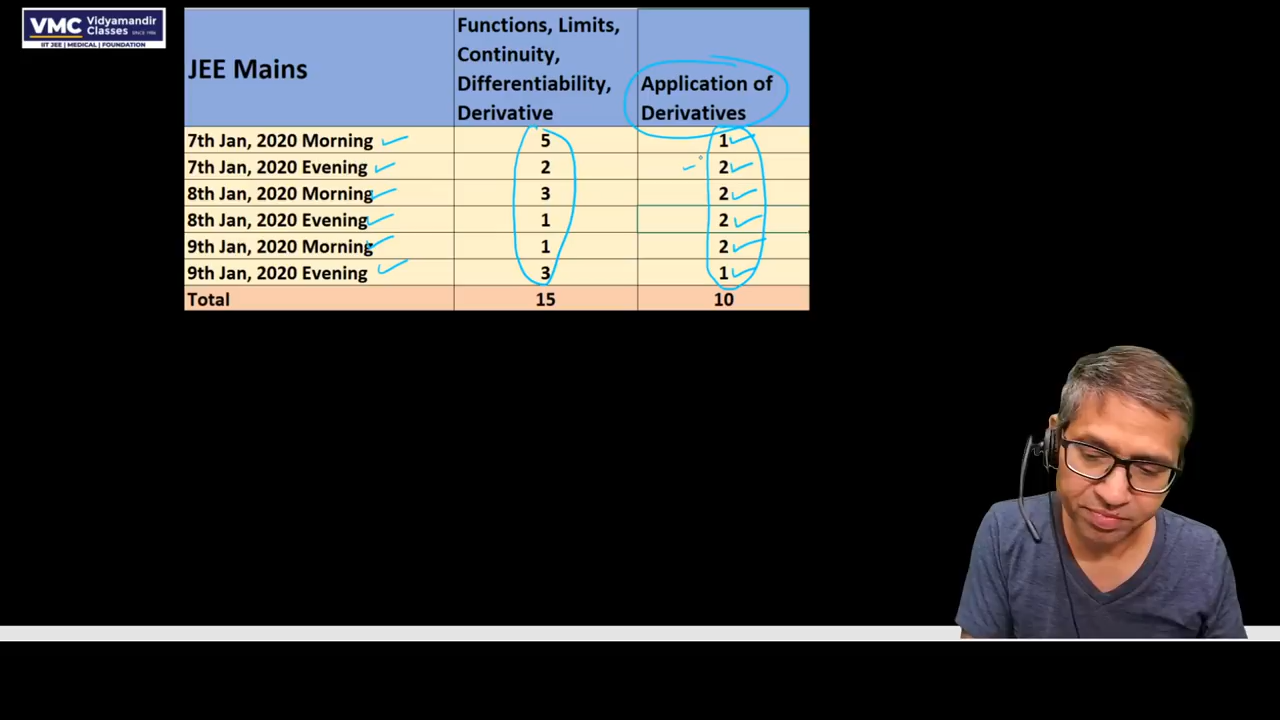 VMC Vidyamandir Classes SINCE 1986
IIT JEE | MEDICAL | FOUNDATION
JEE Mains
Functions, Limits,
Continuity,
Differentiability,
Derivative
Application of
Derivatives
7th Jan, 2020 Morning 5 1
7th Jan, 2020 Evening 2 2
8th Jan, 2020 Morning 3 2
8th Jan, 2020 Evening 1 2
9th Jan, 2020 Morning 1 2
9th Jan, 2020 Evening 3 1
Total 15 10